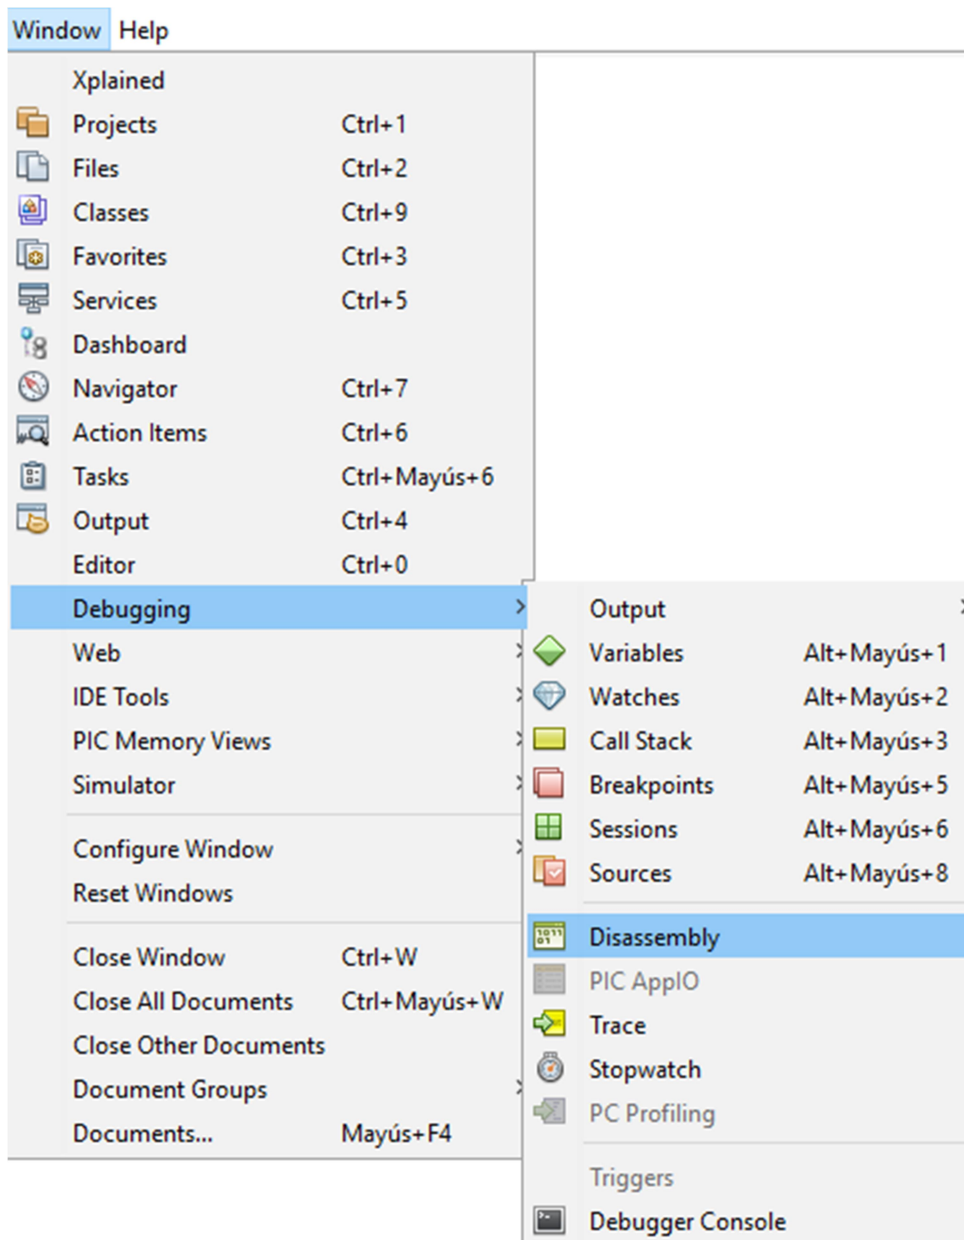 Window Help
Xplained
Projects Ctrl+1
Files Ctrl+2
Classes Ctrl+9
Favorites Ctrl+3
Services Ctrl+5
Dashboard
Navigator Ctrl+7
Action Items Ctrl+6
Tasks Ctrl+Mayús+6
Output Ctrl+4
Editor Ctrl+0
Debugging
Web
IDE Tools
PIC Memory Views
Simulator
Configure Window
Reset Windows
Close Window Ctrl+W
Close All Documents Ctrl+Mayús+W
Close Other Documents
Document Groups
Documents... Mayús+F4
Output
Variables Alt+Mayús+1
Watches Alt+Mayús+2
Call Stack Alt+Mayús+3
Breakpoints Alt+Mayús+5
Sessions Alt+Mayús+6
Sources Alt+Mayús+8
Disassembly
PIC AppIO
Trace
Stopwatch
PC Profiling
Triggers
Debugger Console